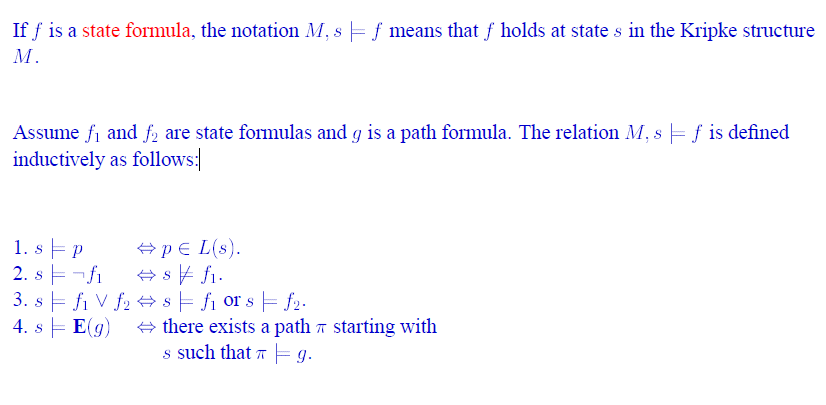 If f is a state formula, the notation M, s ⊨ f means that f holds at state s in the Kripke structure
M.
Assume f₁ and f₂ are state formulas and g is a path formula. The relation M, s ⊨ f is defined
inductively as follows:
1. s ⊨ p ⇔ p ∈ L(s).
2. s ⊨ ¬f₁ ⇔ s ⊭ f₁.
3. s ⊨ f₁ ∨ f₂ ⇔ s ⊨ f₁ or s ⊨ f₂.
4. s ⊨ E(g) ⇔ there exists a path π starting with
s such that π ⊨ g.